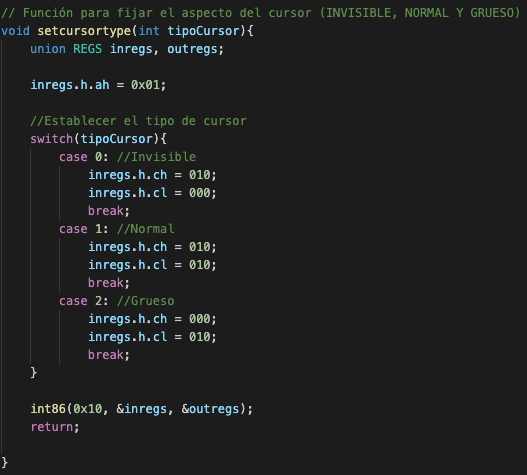 // Función para fijar el aspecto del cursor (INVISIBLE, NORMAL Y GRUESO)
void setcursortype(int tipoCursor){
    union REGS inregs, outregs;

    inregs.h.ah = 0x01;

    //Establecer el tipo de cursor
    switch(tipoCursor){
        case 0: //Invisible
            inregs.h.ch = 010;
            inregs.h.cl = 000;
            break;
        case 1: //Normal
            inregs.h.ch = 010;
            inregs.h.cl = 010;
            break;
        case 2: //Grueso
            inregs.h.ch = 000;
            inregs.h.cl = 010;
            break;
    }

    int86(0x10, &inregs, &outregs);
    return;

}